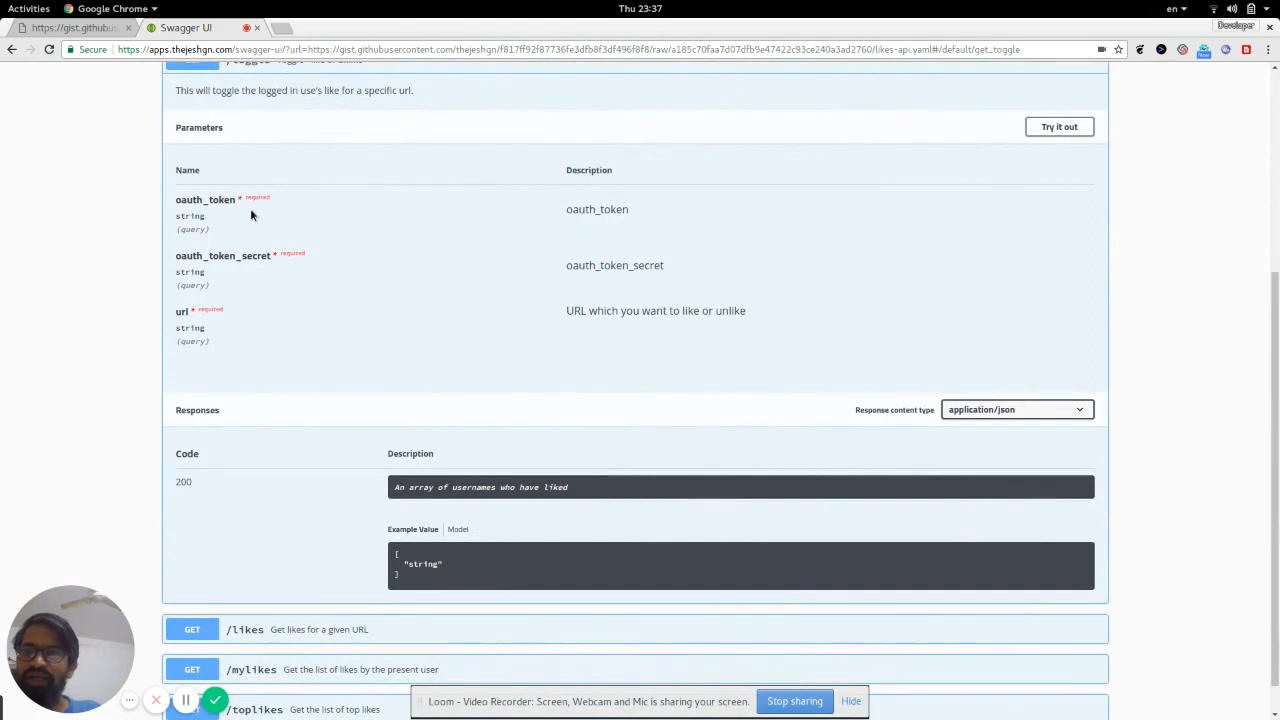 Activities
Google Chrome
Thu 23:37
en
https://gist.githubus
Swagger UI
Developer
Secure
https://apps.thejeshgn.com/swagger-ui/?url=https://gist.githubusercontent.com/thejeshgn/f817ff92f87736fe3dfb8f3df496f8f8/raw/a185c70faa7d07dfb9e47422c93ce240a3ad2760/likes-api.yaml#/default/get_toggle
New
This will toggle the logged in use's like for a specific url.
Parameters
Try it out
Name
Description
oauth_token * required
oauth_token
string
(query)
oauth_token_secret * required
oauth_token_secret
string
(query)
url * required
URL which you want to like or unlike
string
(query)
Responses
Response content type
application/json
Code
Description
200
An array of usernames who have liked
Example Value
Model
[
"string"
]
GET
/likes Get likes for a given URL
GET
/mylikes Get the list of likes by the present user
/toplikes Get the list of top likes
Loom - Video Recorder: Screen, Webcam and Mic is sharing your screen.
Stop sharing
Hide